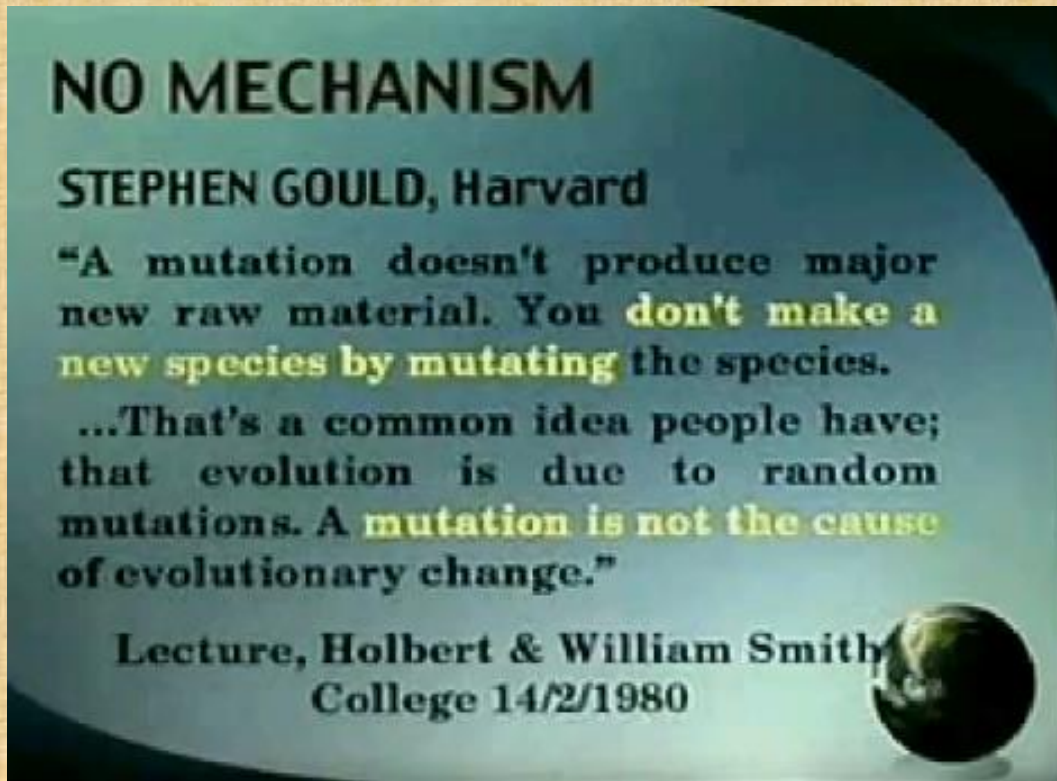 NO MECHANISM
STEPHEN GOULD, Harvard
“A mutation doesn't produce major
new raw material. You don't make a
new species by mutating the species.
...That's a common idea people have;
that evolution is due to random
mutations. A mutation is not the cause
of evolutionary change.”
Lecture, Holbert & William Smith
College 14/2/1980